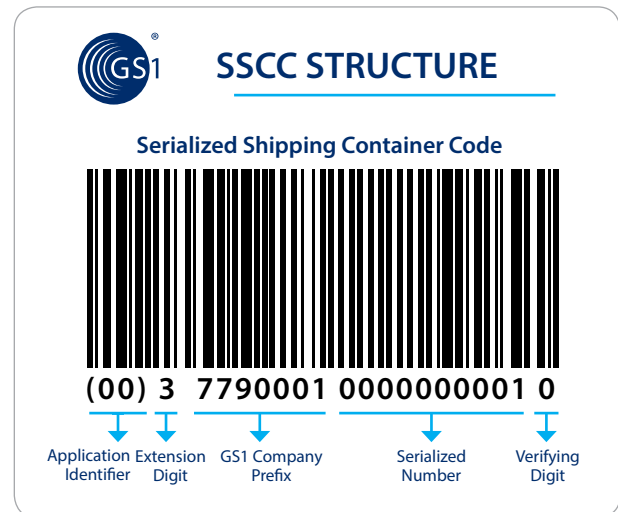 GS1
®
SSCC STRUCTURE
Serialized Shipping Container Code
(00) 3 7790001 0000000001 0
Application Identifier
Extension Digit
GS1 Company Prefix
Serialized Number
Verifying Digit